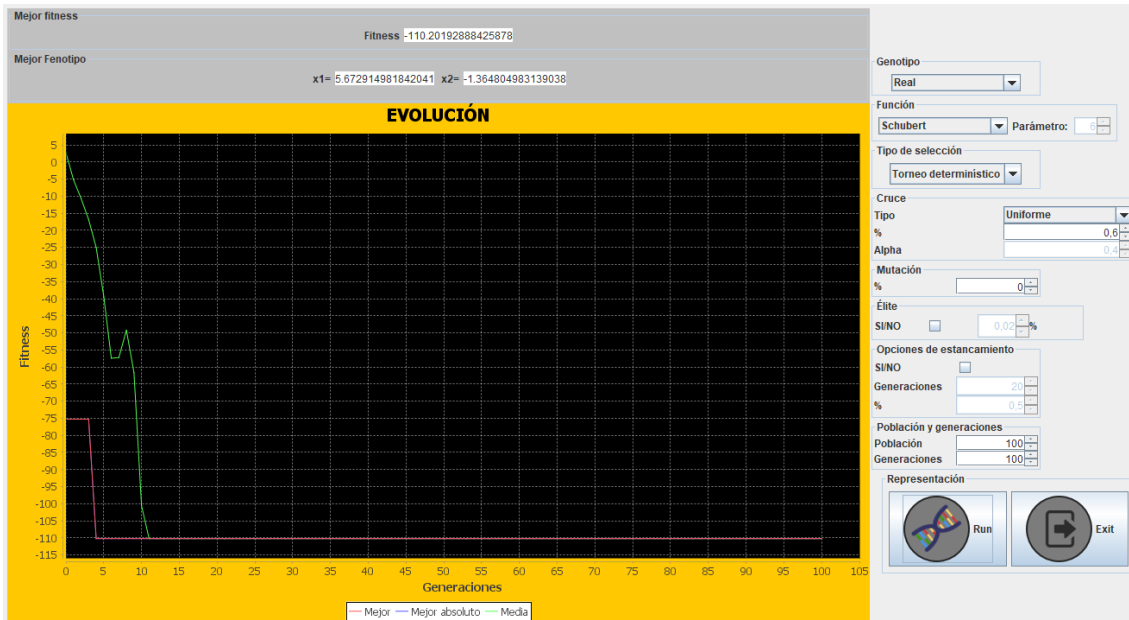 Mejor fitness
Fitness -110.20192888425878
Mejor Fenotipo
x1= 5.672914981842041 x2= -1.364804983139038
EVOLUCIÓN
5
0
-5
-10
-15
-20
-25
-30
-35
-40
-45
-50
-55
-60
-65
-70
-75
-80
-85
-90
-95
-100
-105
-110
-115
Fitness
0 5 10 15 20 25 30 35 40 45 50 55 60 65 70 75 80 85 90 95 100 105
Generaciones
Mejor Mejor absoluto Media
Genotipo
Real
Función
Schubert Parámetro: 6
Tipo de selección
Torneo determinístico
Cruce
Tipo Uniforme
% 0,6
Alpha 0,4
Mutación
% 0
Élite
SI/NO 0,02 %
Opciones de estancamiento
SI/NO
Generaciones 20
% 0,5
Población y generaciones
Población 100
Generaciones 100
Representación
Run Exit